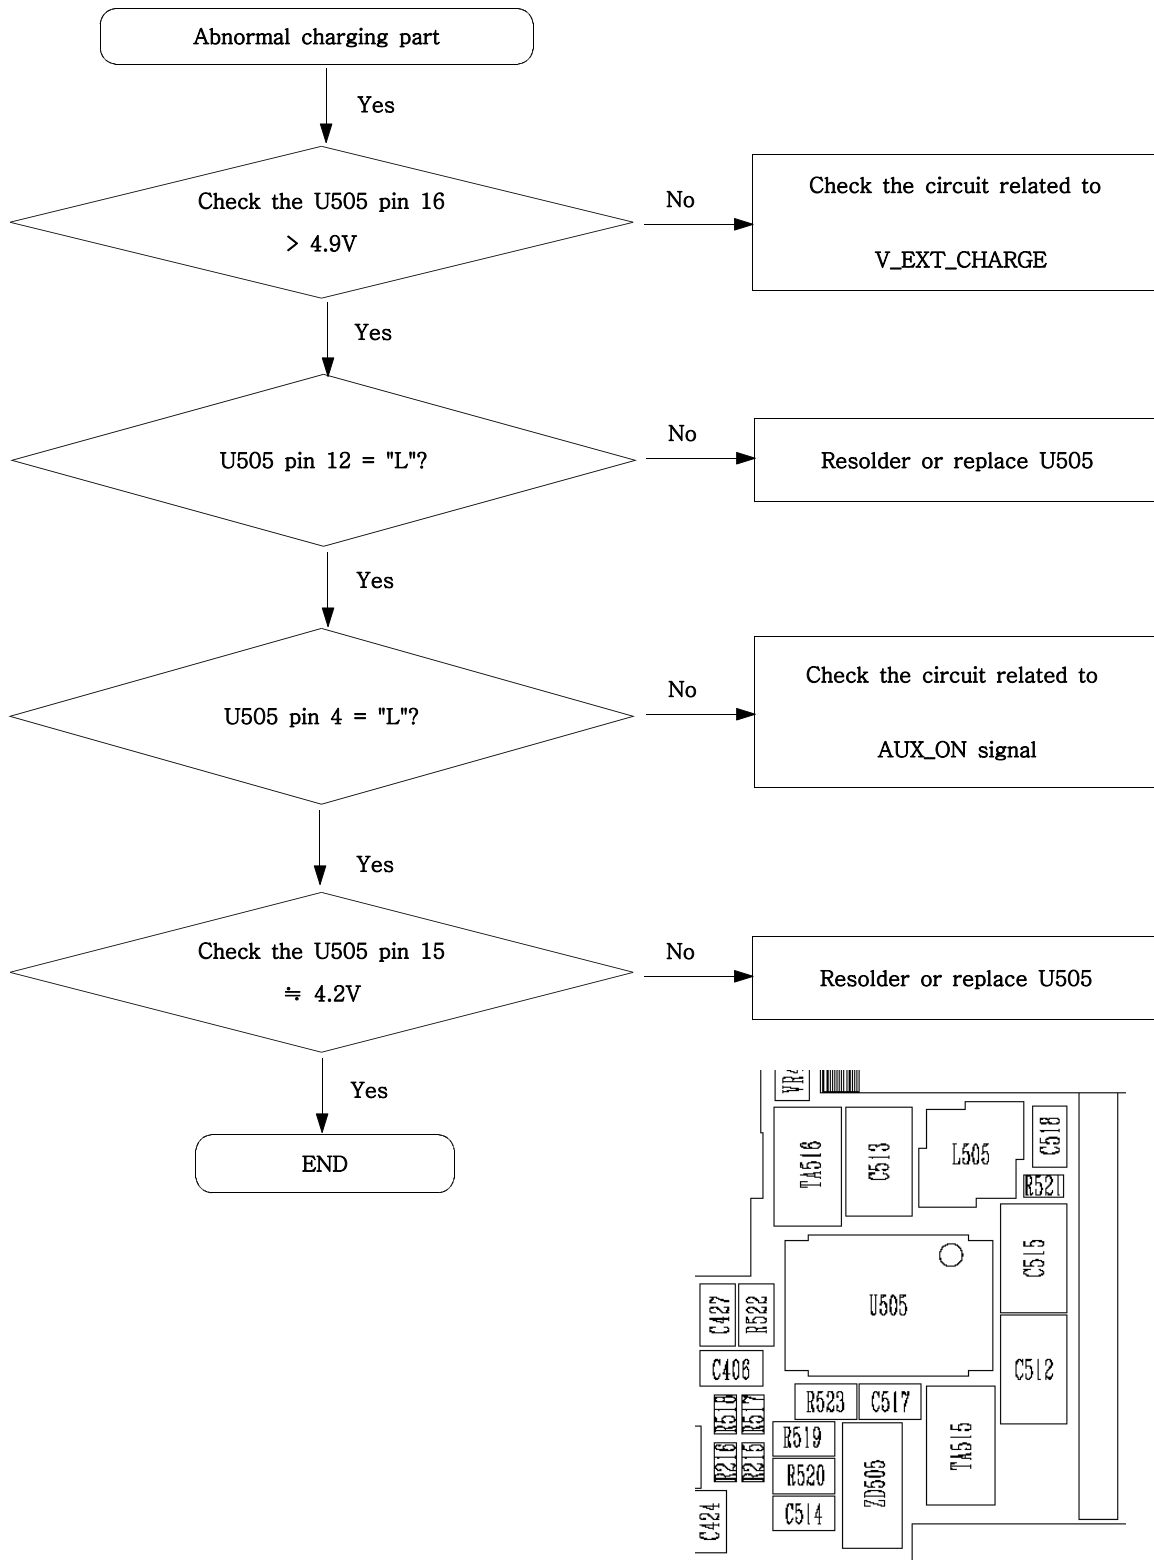 Abnormal charging part
Yes
Check the U505 pin 16
> 4.9V
No
Check the circuit related to
V_EXT_CHARGE
Yes
U505 pin 12 = "L"?
No
Resolder or replace U505
Yes
U505 pin 4 = "L"?
No
Check the circuit related to
AUX_ON signal
Yes
Check the U505 pin 15
≒ 4.2V
No
Resolder or replace U505
Yes
END
TA516
C513
L505
C518
R521
C515
U505
C427
R522
C406
C512
R523
C517
R518
R517
R519
TA515
R216
R215
R520
ZD505
C514
C424